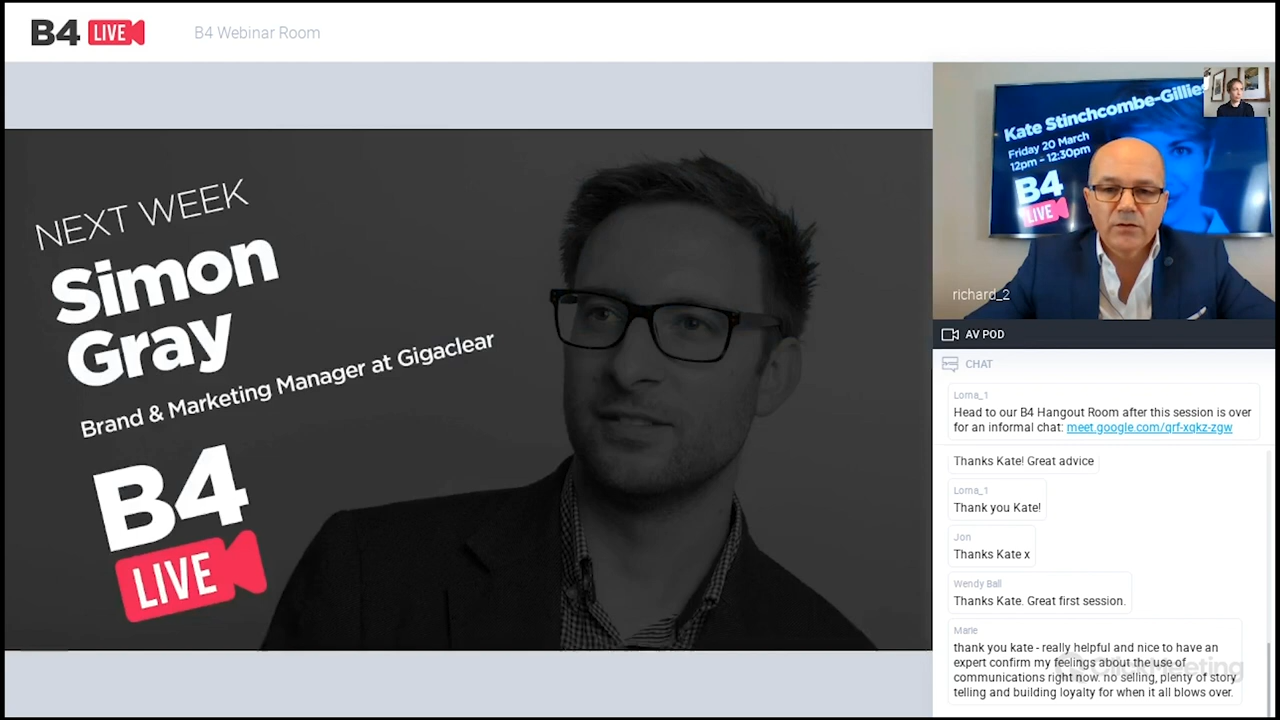 B4 LIVE
B4 Webinar Room
NEXT WEEK
Simon
Gray
Brand & Marketing Manager at Gigaclear
B4
LIVE
Kate Stinchcombe-Gillies
Friday 20 March
12pm - 12:30pm
B4
LIVE
richard_2
AV POD
CHAT
Lorna_1
Head to our B4 Hangout Room after this session is over
for an informal chat: meet.google.com/qrf-xqkz-zgw
Thanks Kate! Great advice
Lorna_1
Thank you Kate!
Jon
Thanks Kate x
Wendy Ball
Thanks Kate. Great first session.
Marie
thank you kate - really helpful and nice to have an
expert confirm my feelings about the use of
communications right now. no selling, plenty of story
telling and building loyalty for when it all blows over.
ClickMeeting